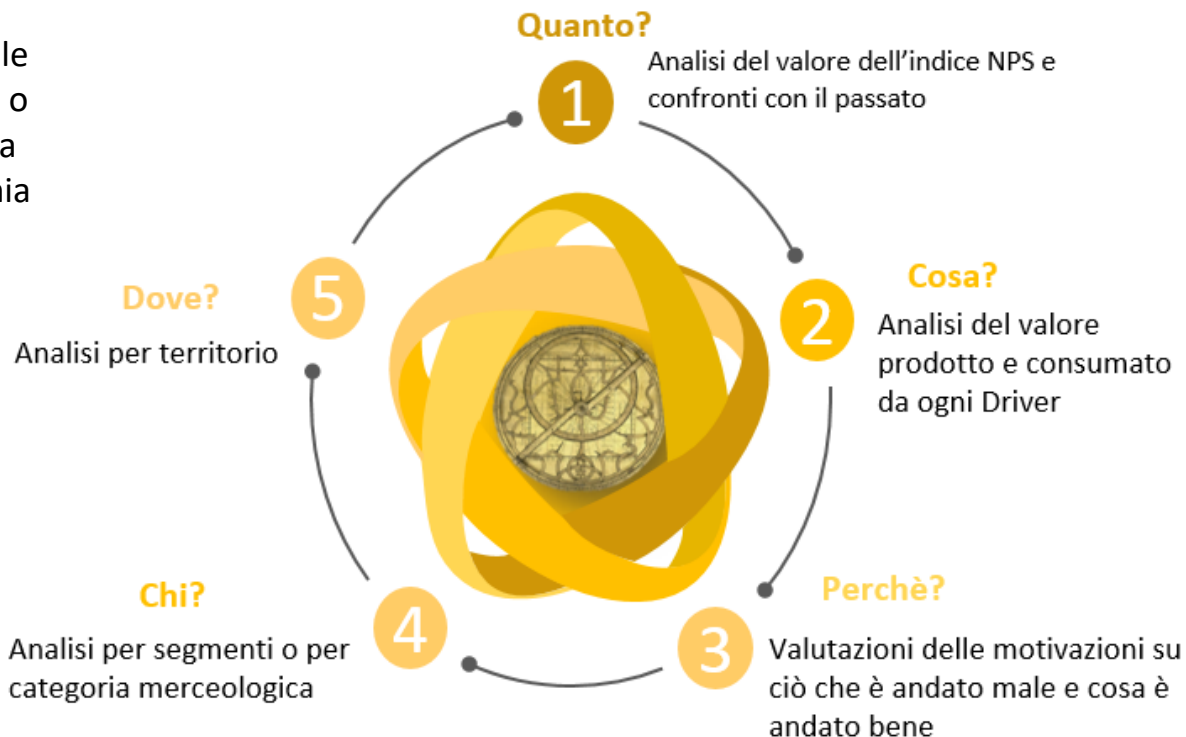 le
o
a
nia
Quanto?
1
Analisi del valore dell'indice NPS e
confronti con il passato
2
Cosa?
Analisi del valore
prodotto e consumato
da ogni Driver
3
Perchè?
Valutazioni delle motivazioni su
ciò che è andato male e cosa è
andato bene
4
Chi?
Analisi per segmenti o per
categoria merceologica
5
Dove?
Analisi per territorio